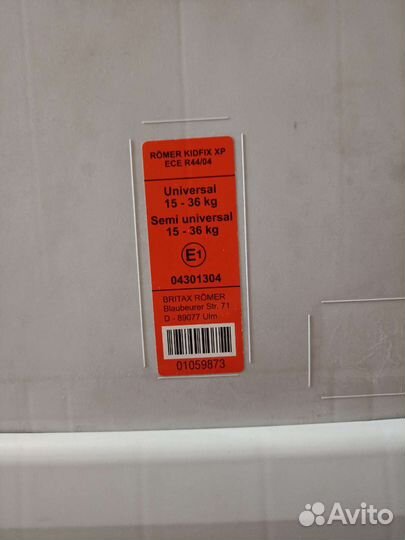 RÖMER KIDFIX XP
ECE R44/04
Universal
15 - 36 kg
Semi universal
15 - 36 kg
E1
04301304
BRITAX RÖMER
Blaubeurer Str. 71
D - 89077 Ulm
01059873
Avito